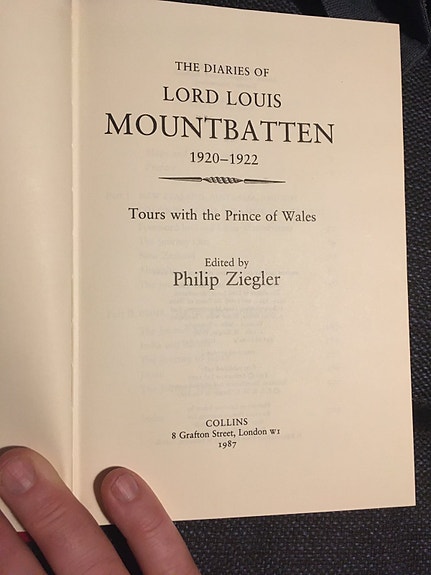 THE DIARIES OF
LORD LOUIS
MOUNTBATTEN
1920–1922
Tours with the Prince of Wales
Edited by
Philip Ziegler
COLLINS
8 Grafton Street, London W1
1987